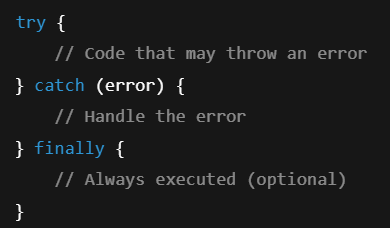 try {
    // Code that may throw an error
} catch (error) {
    // Handle the error
} finally {
    // Always executed (optional)
}